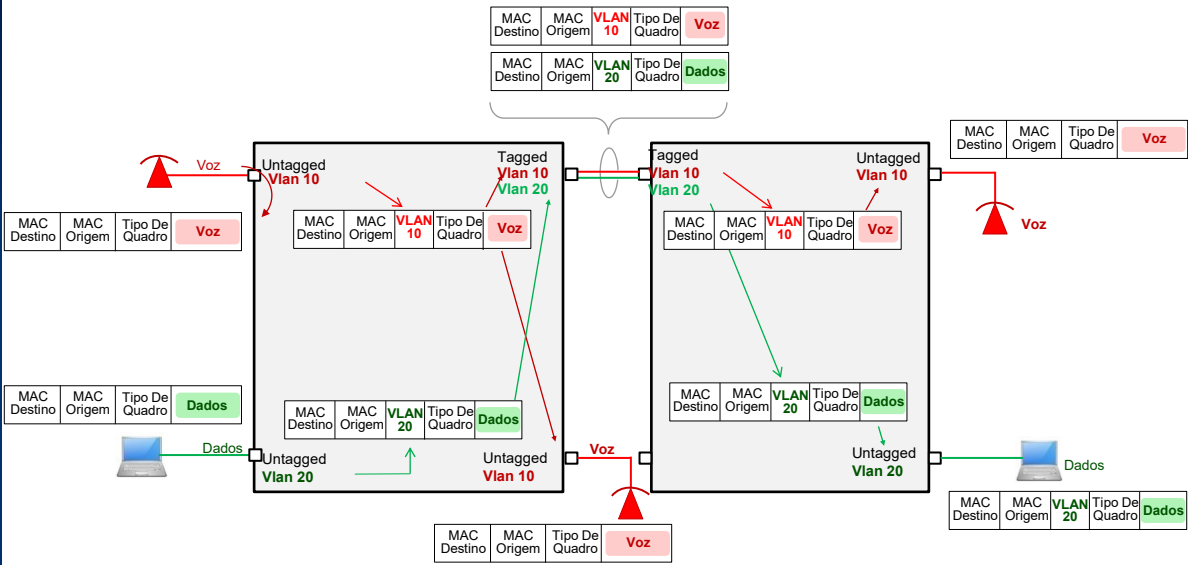 MAC Destino MAC Origem VLAN 10 Tipo De Quadro Voz
MAC Destino MAC Origem VLAN 20 Tipo De Quadro Dados
MAC Destino MAC Origem Tipo De Quadro Voz
Voz
Untagged
Vlan 10
Tagged
Vlan 10
Vlan 20
Tagged
Vlan 10
Vlan 20
Untagged
Vlan 10
MAC Destino MAC Origem Tipo De Quadro Voz
MAC Destino MAC Origem VLAN 10 Tipo De Quadro Voz
MAC Destino MAC Origem VLAN 10 Tipo De Quadro Voz
Voz
MAC Destino MAC Origem Tipo De Quadro Dados
MAC Destino MAC Origem VLAN 20 Tipo De Quadro Dados
MAC Destino MAC Origem VLAN 20 Tipo De Quadro Dados
Dados
Untagged
Vlan 20
Untagged
Vlan 10
Voz
Untagged
Vlan 20
Dados
MAC Destino MAC Origem VLAN 20 Tipo De Quadro Dados
MAC Destino MAC Origem Tipo De Quadro Voz